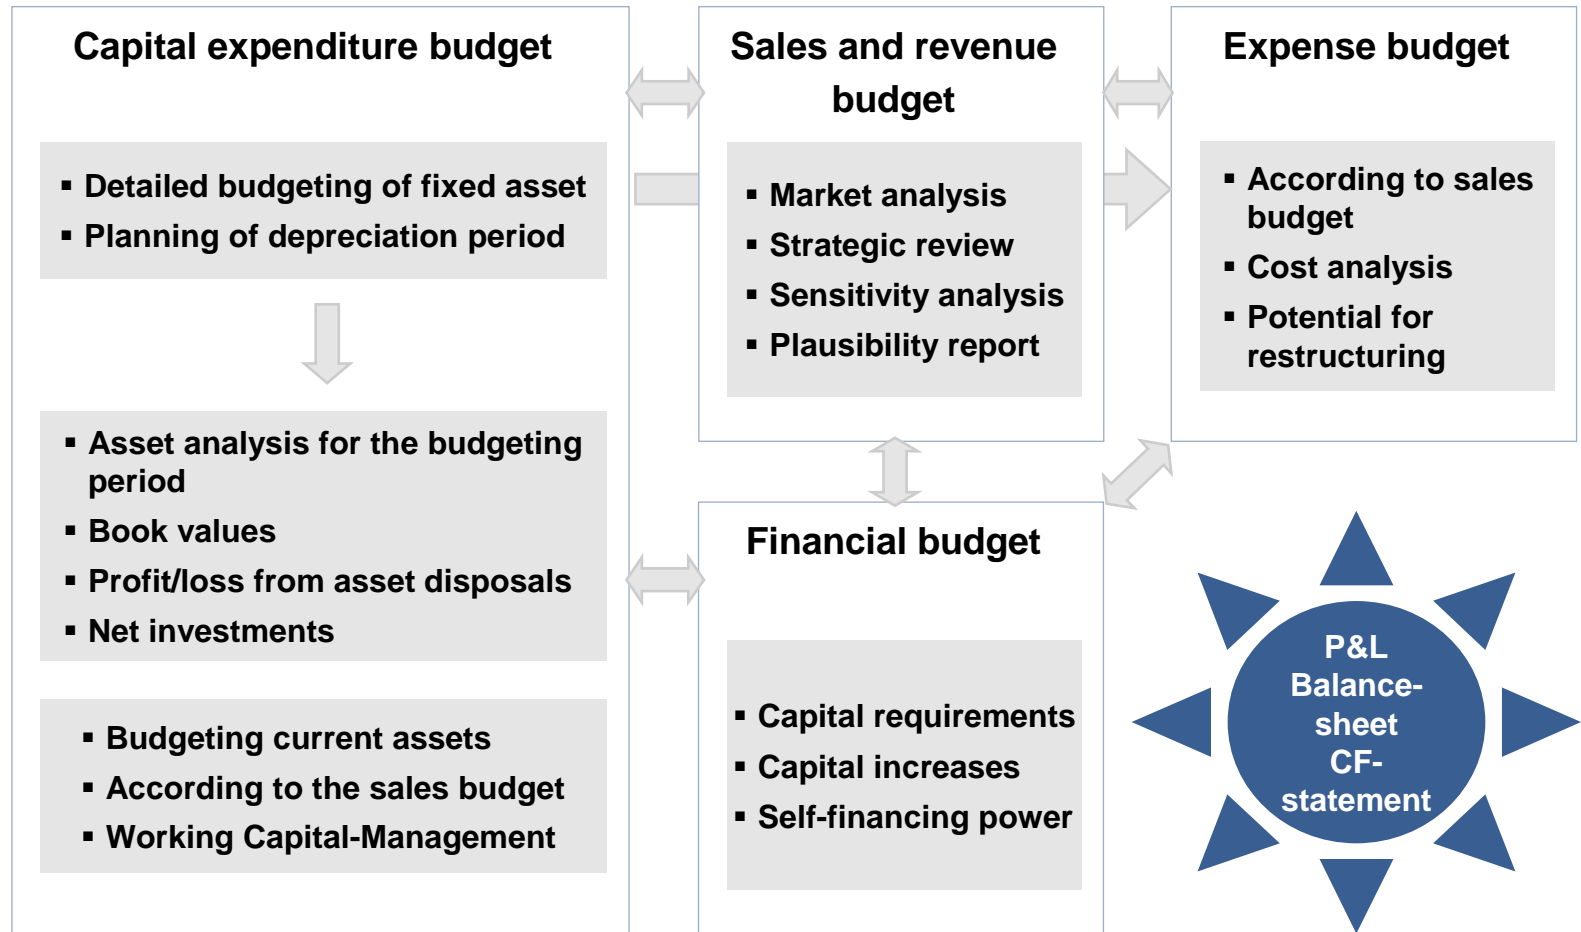 Capital expenditure budget
▪ Detailed budgeting of fixed asset
▪ Planning of depreciation period
▪ Asset analysis for the budgeting
period
▪ Book values
▪ Profit/loss from asset disposals
▪ Net investments
▪ Budgeting current assets
▪ According to the sales budget
▪ Working Capital-Management
Sales and revenue
budget
▪ Market analysis
▪ Strategic review
▪ Sensitivity analysis
▪ Plausibility report
Expense budget
▪ According to sales
budget
▪ Cost analysis
▪ Potential for
restructuring
Financial budget
▪ Capital requirements
▪ Capital increases
▪ Self-financing power
P&L
Balance-
sheet
CF-
statement